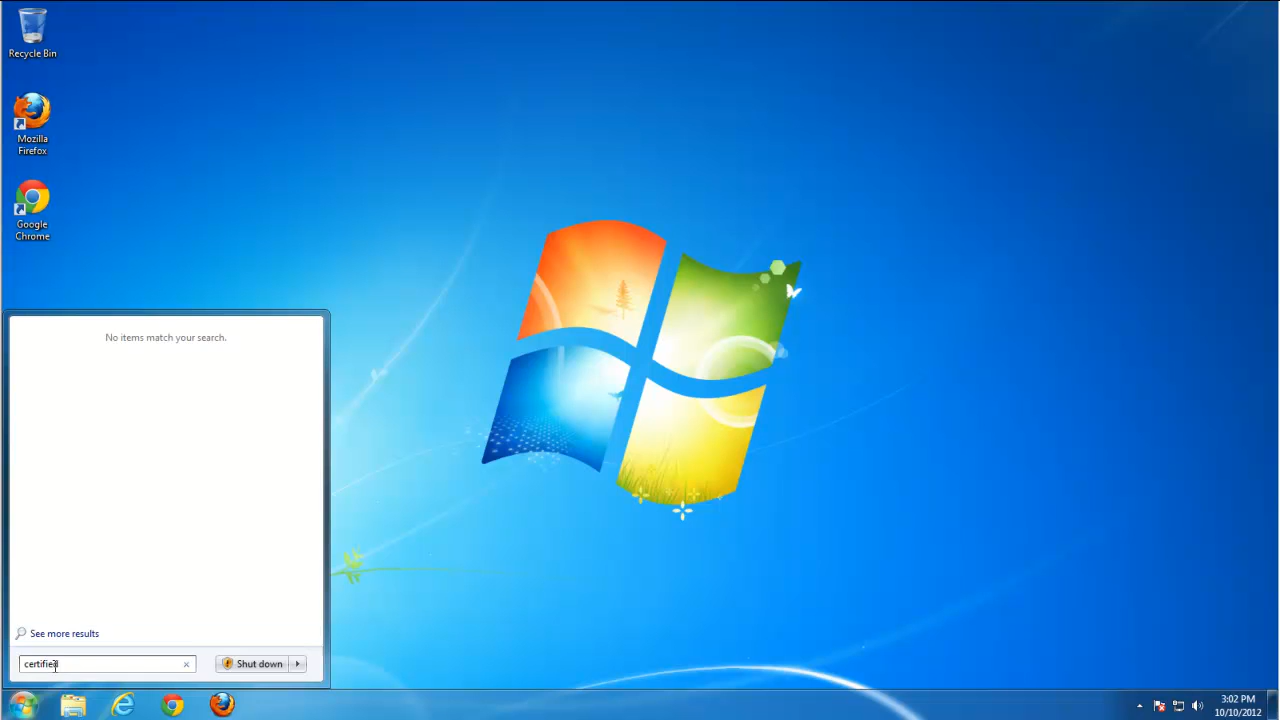 Recycle Bin
Mozilla
Firefox
Google
Chrome
No items match your search.
See more results
certified
Shut down
3:02 PM
10/10/2012